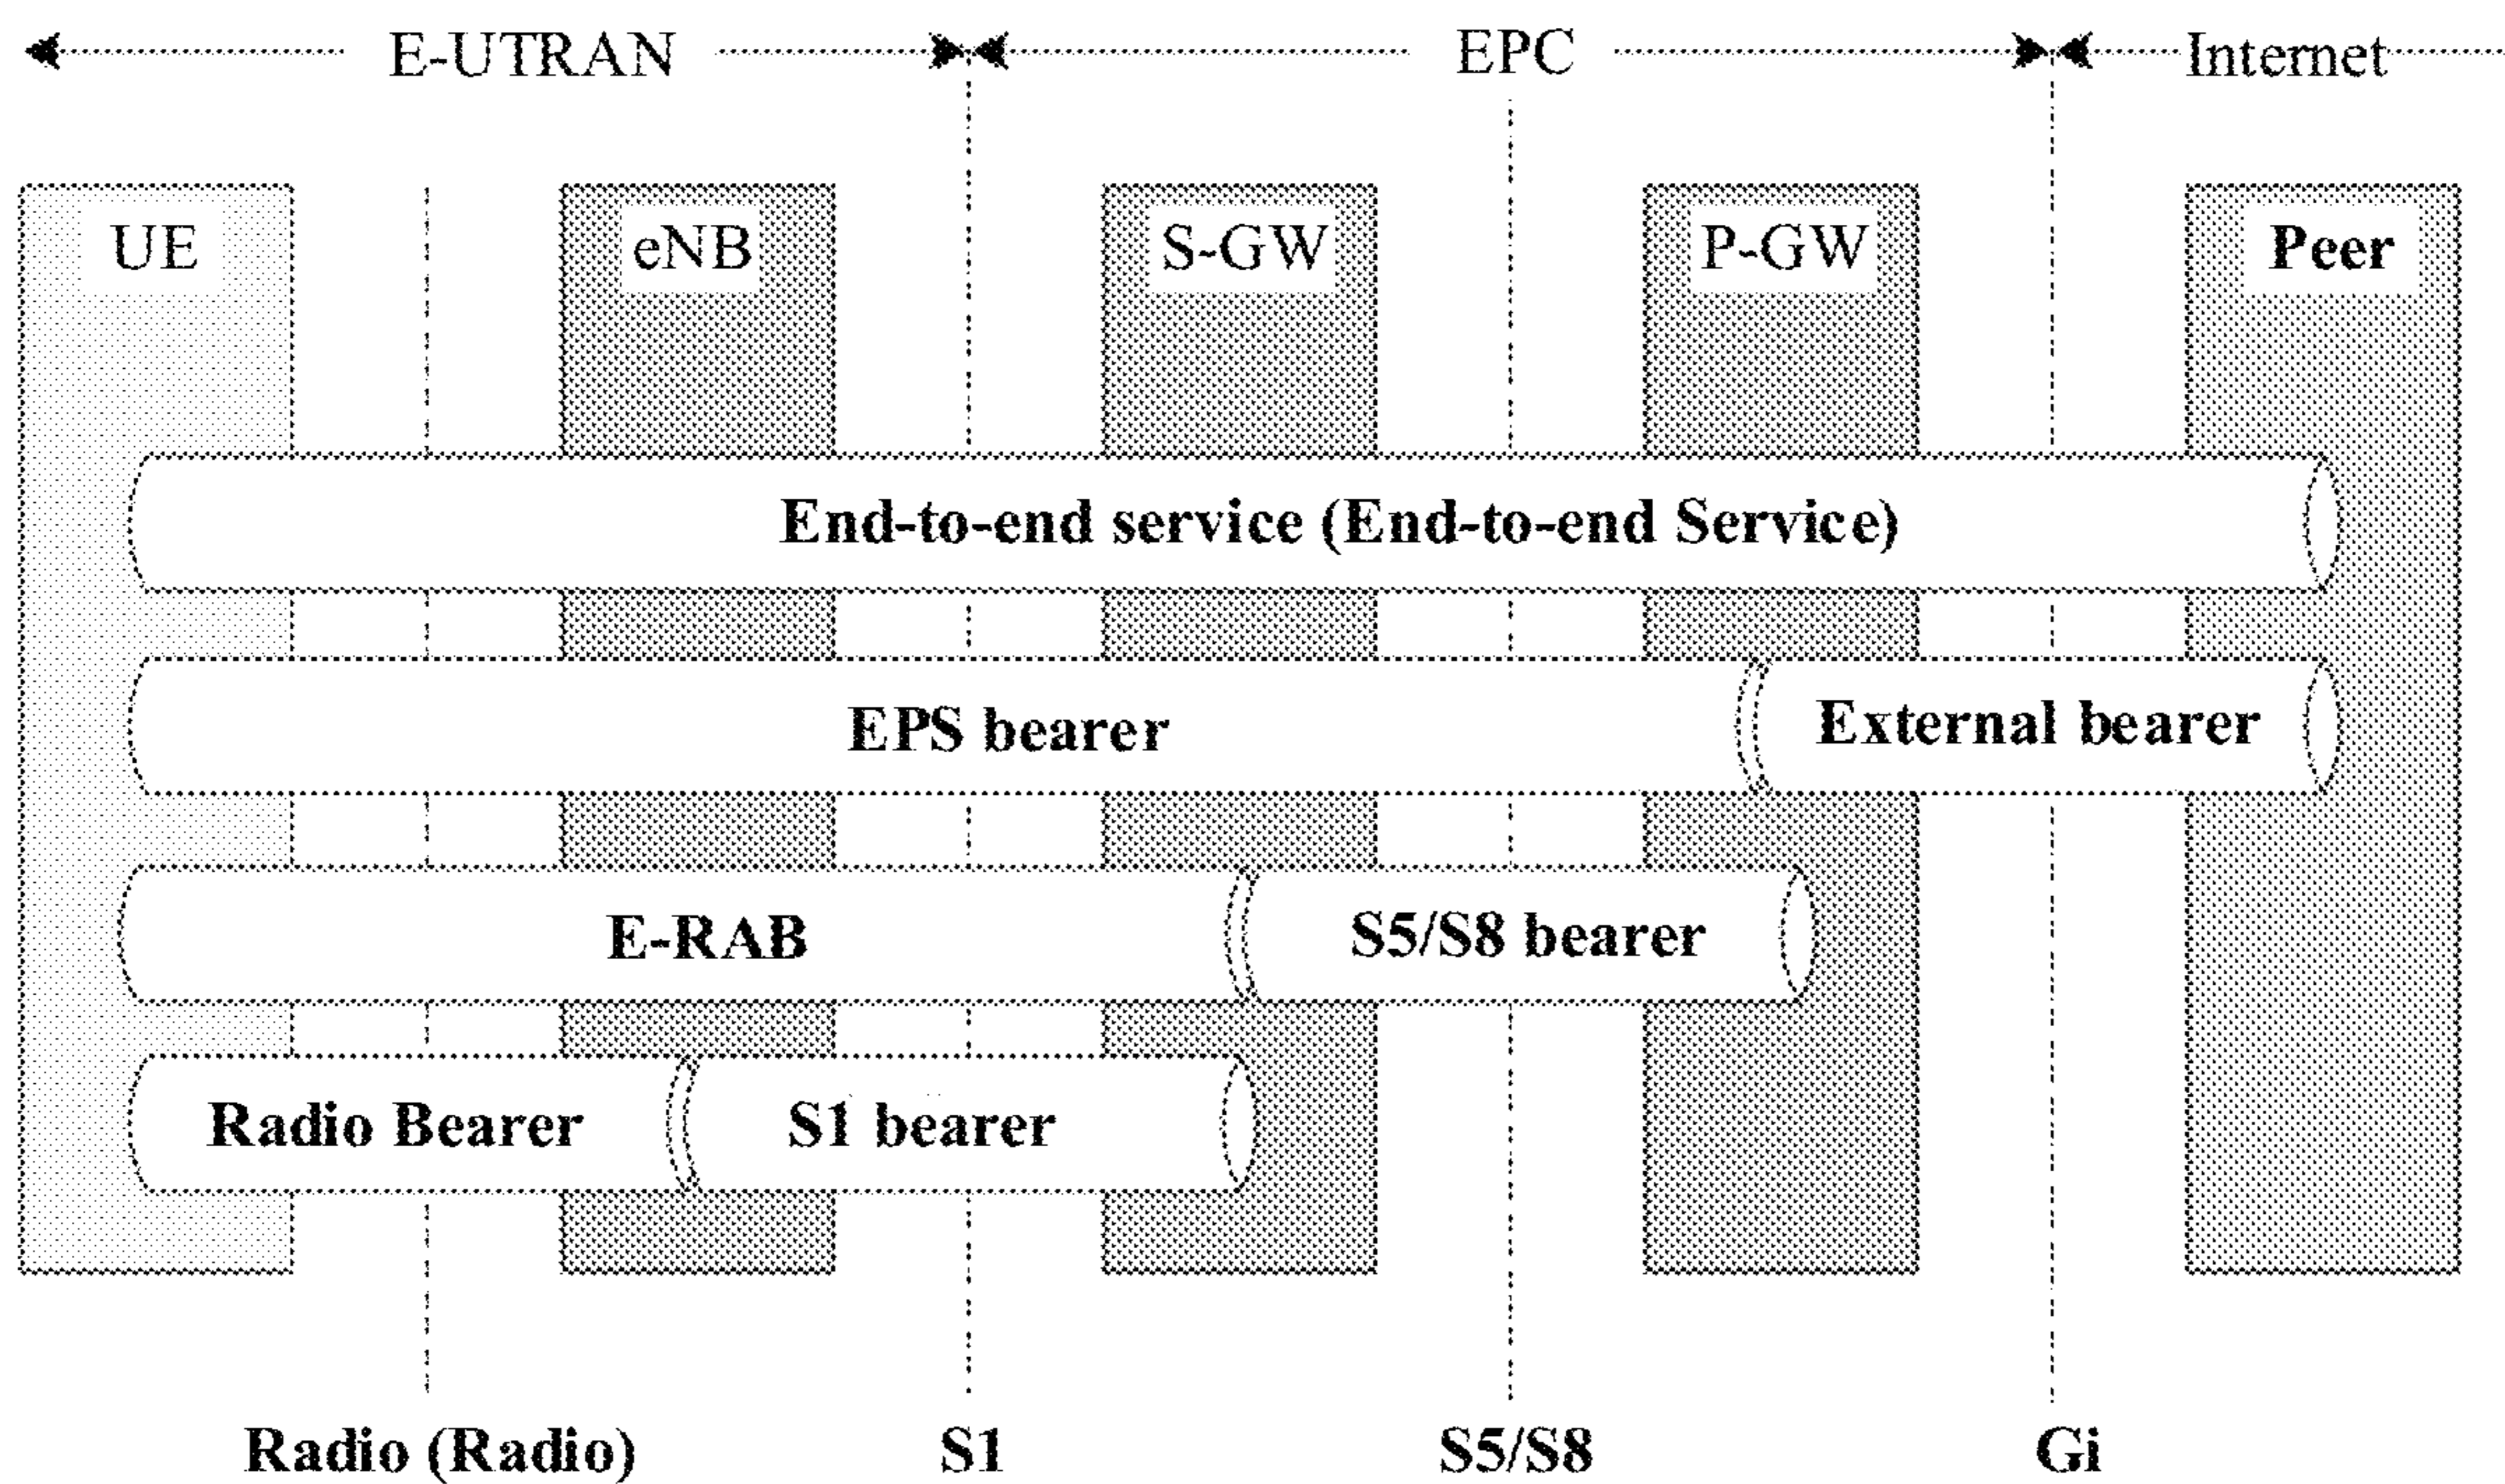 E-UTRAN
EPC
Internet
UE
eNB
S-GW
P-GW
Peer
End-to-end service (End-to-end Service)
EPS bearer
External bearer
E-RAB
S5/S8 bearer
Radio Bearer
S1 bearer
Radio (Radio)
S1
S5/S8
Gi